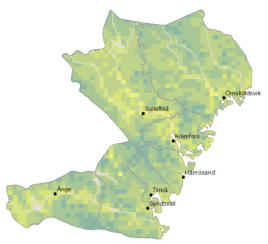 Örnsköldsvik
Sollefteå
Kramfors
Härnösand
Ånge
Timrå
Sundsvall